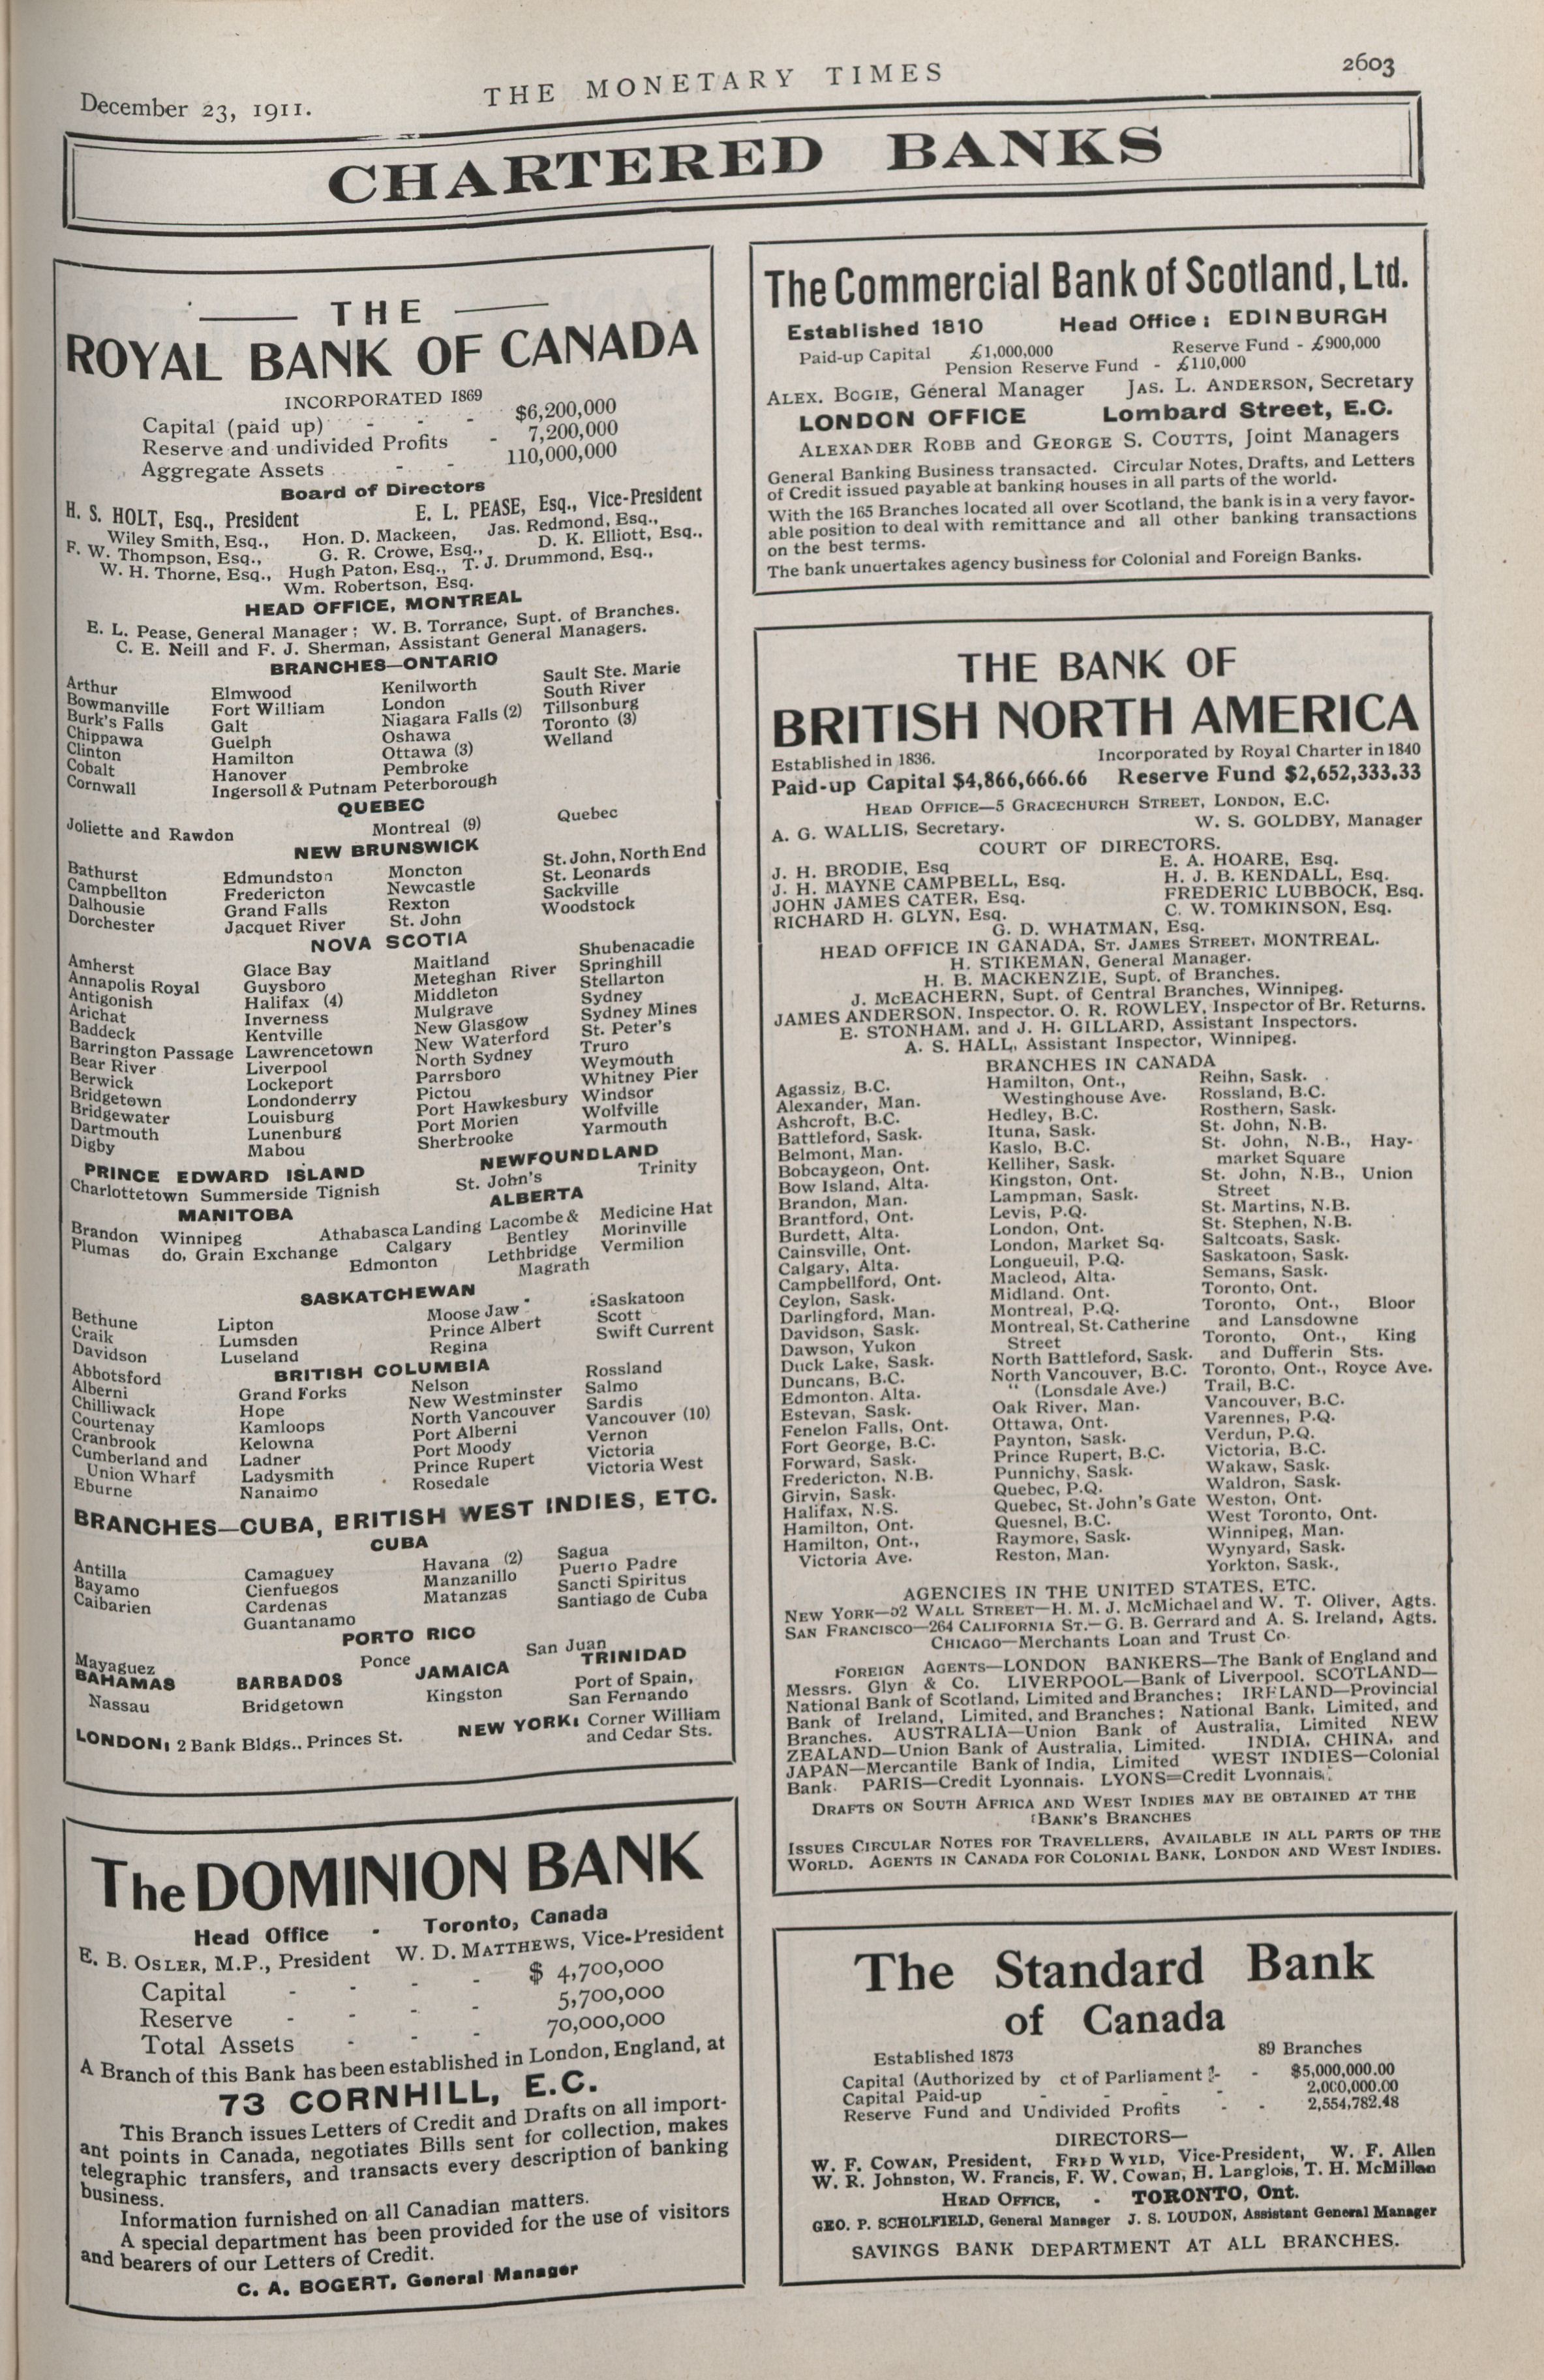 December 23, 1911.
THE MONETARY TIMES
2603
CHARTERED BANKS
THE
ROYAL BANK OF CANADA
INCORPORATED 1869
Capital (paid up) - - - $6,200,000
Reserve and undivided Profits - 7,200,000
Aggregate Assets - - 110,000,000
Board of Directors
H. S. HOLT, Esq., President E. L. PEASE, Esq., Vice-President
Wiley Smith, Esq., Hon. D. Mackeen, Jas. Redmond, Esq.,
F. W. Thompson, Esq., G. R. Crowe, Esq., D. K. Elliott, Esq.,
W. H. Thorne, Esq., Hugh Paton, Esq., T. J. Drummond, Esq.,
Wm. Robertson, Esq.
HEAD OFFICE, MONTREAL
E. L. Pease, General Manager; W. B. Torrance, Supt. of Branches.
C. E. Neill and F. J. Sherman, Assistant General Managers.
BRANCHES—ONTARIO
Arthur Elmwood Kenilworth Sault Ste. Marie
Bowmanville Fort William London South River
Burk's Falls Galt Niagara Falls (2) Tillsonburg
Chippawa Guelph Oshawa Toronto (3)
Clinton Hamilton Ottawa (3) Welland
Cobalt Hanover Pembroke
Cornwall Ingersoll & Putnam Peterborough
QUEBEC
Joliette and Rawdon Montreal (9) Quebec
NEW BRUNSWICK
Bathurst Edmundston Moncton St. John, North End
Campbellton Fredericton Newcastle St. Leonards
Dalhousie Grand Falls Rexton Sackville
Dorchester Jacquet River St. John Woodstock
NOVA SCOTIA
Amherst Glace Bay Maitland Shubenacadie
Annapolis Royal Guysboro Meteghan River Springhill
Antigonish Halifax (4) Middleton Stellarton
Arichat Inverness Mulgrave Sydney
Baddeck Kentville New Glasgow Sydney Mines
Barrington Passage Lawrencetown New Waterford St. Peter's
Bear River Liverpool North Sydney Truro
Berwick Lockeport Parrsboro Weymouth
Bridgetown Londonderry Pictou Whitney Pier
Bridgewater Louisburg Port Hawkesbury Windsor
Dartmouth Lunenburg Port Morien Wolfville
Digby Mabou Sherbrooke Yarmouth
PRINCE EDWARD ISLAND NEWFOUNDLAND
Charlottetown Summerside Tignish St. John's Trinity
MANITOBA ALBERTA
Brandon Winnipeg Athabasca Landing Lacombe & Medicine Hat
Plumas do, Grain Exchange Calgary Bentley Morinville
Edmonton Lethbridge Vermilion
Magrath
SASKATCHEWAN
Bethune Lipton Moose Jaw Saskatoon
Craik Lumsden Prince Albert Scott
Davidson Luseland Regina Swift Current
BRITISH COLUMBIA
Abbotsford Grand Forks Nelson Rossland
Alberni Hope New Westminster Salmo
Chilliwack Kamloops North Vancouver Sardis
Courtenay Kelowna Port Alberni Vancouver (10)
Cranbrook Ladner Port Moody Vernon
Cumberland and Ladysmith Prince Rupert Victoria
Union Wharf Nanaimo Rosedale Victoria West
Eburne
BRANCHES—CUBA, BRITISH WEST INDIES, ETC.
CUBA
Antilla Camaguey Havana (2) Sagua
Bayamo Cienfuegos Manzanillo Puerto Padre
Caibarien Cardenas Matanzas Sancti Spiritus
Guantanamo Santiago de Cuba
PORTO RICO
Mayaguez Ponce San Juan
BAHAMAS BARBADOS JAMAICA TRINIDAD
Nassau Bridgetown Kingston Port of Spain,
San Fernando
LONDON: 2 Bank Bldgs., Princes St. NEW YORK: Corner William
and Cedar Sts.
The DOMINION BANK
Head Office - Toronto, Canada
E. B. OSLER, M.P., President W. D. MATTHEWS, Vice-President
Capital - - - $ 4,700,000
Reserve - - - 5,700,000
Total Assets - - - 70,000,000
A Branch of this Bank has been established in London, England, at
73 CORNHILL, E.C.
This Branch issues Letters of Credit and Drafts on all import-
ant points in Canada, negotiates Bills sent for collection, makes
telegraphic transfers, and transacts every description of banking
business.
Information furnished on all Canadian matters.
A special department has been provided for the use of visitors
and bearers of our Letters of Credit.
C. A. BOGERT, General Manager
The Commercial Bank of Scotland, Ltd.
Established 1810 Head Office: EDINBURGH
Paid-up Capital £1,000,000 Reserve Fund - £900,000
Pension Reserve Fund - £110,000
ALEX. BOGIE, General Manager JAS. L. ANDERSON, Secretary
LONDON OFFICE Lombard Street, E.C.
ALEXANDER ROBB and GEORGE S. COUTTS, Joint Managers
General Banking Business transacted. Circular Notes, Drafts, and Letters
of Credit issued payable at banking houses in all parts of the world.
With the 165 Branches located all over Scotland, the bank is in a very favor-
able position to deal with remittance and all other banking transactions
on the best terms.
The bank undertakes agency business for Colonial and Foreign Banks.
THE BANK OF
BRITISH NORTH AMERICA
Established in 1836. Incorporated by Royal Charter in 1840
Paid-up Capital $4,866,666.66 Reserve Fund $2,652,333.33
HEAD OFFICE—5 GRACECHURCH STREET, LONDON, E.C.
A. G. WALLIS, Secretary. W. S. GOLDBY, Manager
COURT OF DIRECTORS.
J. H. BRODIE, Esq E. A. HOARE, Esq.
J. H. MAYNE CAMPBELL, Esq. H. J. B. KENDALL, Esq.
JOHN JAMES CATER, Esq. FREDERIC LUBBOCK, Esq.
RICHARD H. GLYN, Esq. C. W. TOMKINSON, Esq.
G. D. WHATMAN, Esq.
HEAD OFFICE IN CANADA, ST. JAMES STREET, MONTREAL.
H. STIKEMAN, General Manager.
H. B. MACKENZIE, Supt. of Branches.
J. McEACHERN, Supt. of Central Branches, Winnipeg.
JAMES ANDERSON, Inspector. O. R. ROWLEY, Inspector of Br. Returns.
E. STONHAM, and J. H. GILLARD, Assistant Inspectors.
A. S. HALL, Assistant Inspector, Winnipeg.
BRANCHES IN CANADA
Agassiz, B.C.
Alexander, Man.
Ashcroft, B.C.
Battleford, Sask.
Belmont, Man.
Bobcaygeon, Ont.
Bow Island, Alta.
Brandon, Man.
Brantford, Ont.
Burdett, Alta.
Cainsville, Ont.
Calgary, Alta.
Campbellford, Ont.
Ceylon, Sask.
Darlingford, Man.
Davidson, Sask.
Dawson, Yukon
Duck Lake, Sask.
Duncans, B.C.
Edmonton, Alta.
Estevan, Sask.
Fenelon Falls, Ont.
Fort George, B.C.
Forward, Sask.
Fredericton, N.B.
Girvin, Sask.
Halifax, N.S.
Hamilton, Ont.
Hamilton, Ont.,
Victoria Ave.
Hamilton, Ont.,
Westinghouse Ave.
Hedley, B.C.
Ituna, Sask.
Kaslo, B.C.
Kelliher, Sask.
Kingston, Ont.
Lampman, Sask.
Levis, P.Q.
London, Ont.
London, Market Sq.
Longueuil, P.Q.
Macleod, Alta.
Midland, Ont.
Montreal, P.Q.
Montreal, St. Catherine
Street
North Battleford, Sask.
North Vancouver, B.C.
" (Lonsdale Ave.)
Oak River, Man.
Ottawa, Ont.
Paynton, Sask.
Prince Rupert, B.C.
Punnichy, Sask.
Quebec, P.Q.
Quebec, St. John's Gate
Quesnel, B.C.
Raymore, Sask.
Reston, Man.
Reihn, Sask.
Rossland, B.C.
Rosthern, Sask.
St. John, N.B.
St. John, N.B., Hay-
market Square
St. John, N.B., Union
Street
St. Martins, N.B.
St. Stephen, N.B.
Saltcoats, Sask.
Saskatoon, Sask.
Semans, Sask.
Toronto, Ont.
Toronto, Ont., Bloor
and Lansdowne
Toronto, Ont., King
and Dufferin Sts.
Toronto, Ont., Royce Ave.
Trail, B.C.
Vancouver, B.C.
Varennes, P.Q.
Verdun, P.Q.
Victoria, B.C.
Wakaw, Sask.
Waldron, Sask.
Weston, Ont.
West Toronto, Ont.
Winnipeg, Man.
Wynyard, Sask.
Yorkton, Sask.,
AGENCIES IN THE UNITED STATES, ETC.
NEW YORK—52 WALL STREET—H. M. J. McMichael and W. T. Oliver, Agts.
SAN FRANCISCO—264 CALIFORNIA ST.—G. B. Gerrard and A. S. Ireland, Agts.
CHICAGO—Merchants Loan and Trust Co.
FOREIGN AGENTS—LONDON BANKERS—The Bank of England and
Messrs. Glyn & Co. LIVERPOOL—Bank of Liverpool. SCOTLAND—
National Bank of Scotland, Limited and Branches; IRELAND—Provincial
Bank of Ireland, Limited, and Branches; National Bank, Limited, and
Branches. AUSTRALIA—Union Bank of Australia, Limited NEW
ZEALAND—Union Bank of Australia, Limited. INDIA, CHINA, and
JAPAN—Mercantile Bank of India, Limited WEST INDIES—Colonial
Bank. PARIS—Credit Lyonnais. LYONS=Credit Lyonnais.
DRAFTS ON SOUTH AFRICA AND WEST INDIES MAY BE OBTAINED AT THE
BANK'S BRANCHES
ISSUES CIRCULAR NOTES FOR TRAVELLERS, AVAILABLE IN ALL PARTS OF THE
WORLD. AGENTS IN CANADA FOR COLONIAL BANK, LONDON AND WEST INDIES.
The Standard Bank
of Canada
Established 1873 89 Branches
Capital (Authorized by ct of Parliament - - $5,000,000.00
Capital Paid-up - - - - 2,000,000.00
Reserve Fund and Undivided Profits - - 2,554,782.48
DIRECTORS—
W. F. COWAN, President, FRED WYLD, Vice-President, W. F. Allen
W. R. Johnston, W. Francis, F. W. Cowan, H. Langlois, T. H. McMillan
HEAD OFFICE, - TORONTO, Ont.
GEO. P. SCHOLFIELD, General Manager J. S. LOUDON, Assistant General Manager
SAVINGS BANK DEPARTMENT AT ALL BRANCHES.